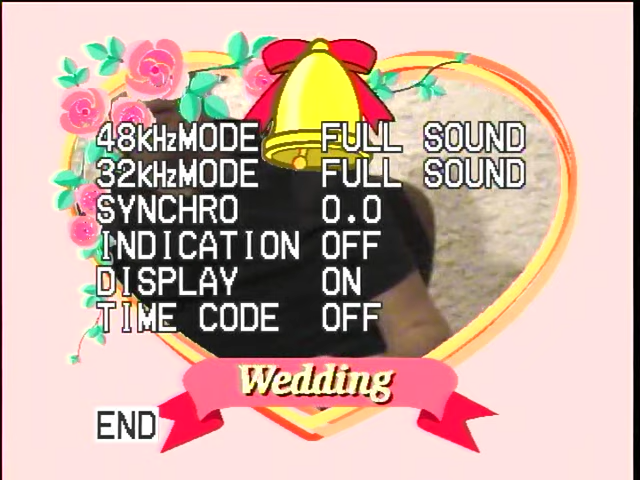 48kHzMODE FULL SOUND
32kHzMODE FULL SOUND
SYNCHRO 0.0
INDICATION OFF
DISPLAY ON
TIME CODE OFF
Wedding
END